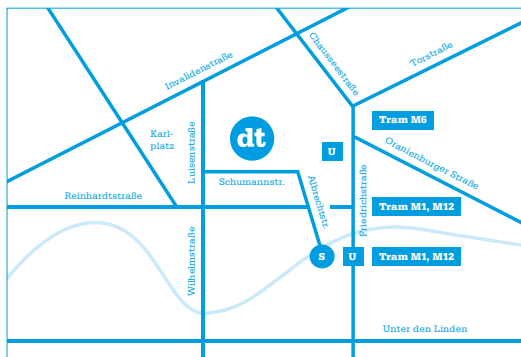 Invalidenstraße
Chausseestraße
Torstraße
Tram M6
Karl-
platz
Luisenstraße
dt
U
Oranienburger Straße
Schumannstr.
Albrechtstr.
Friedrichstraße
Reinhardtstraße
Tram M1, M12
Wilhelmstraße
S
U
Tram M1, M12
Unter den Linden